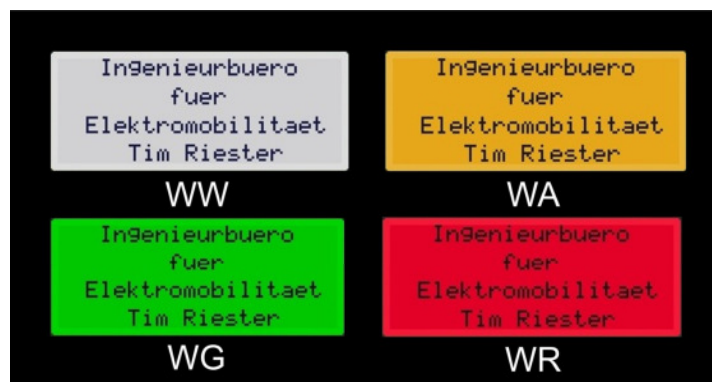 Ingenieurbuero
fuer
Elektromobilitaet
Tim Riester
WW
Ingenieurbuero
fuer
Elektromobilitaet
Tim Riester
WA
Ingenieurbuero
fuer
Elektromobilitaet
Tim Riester
WG
Ingenieurbuero
fuer
Elektromobilitaet
Tim Riester
WR